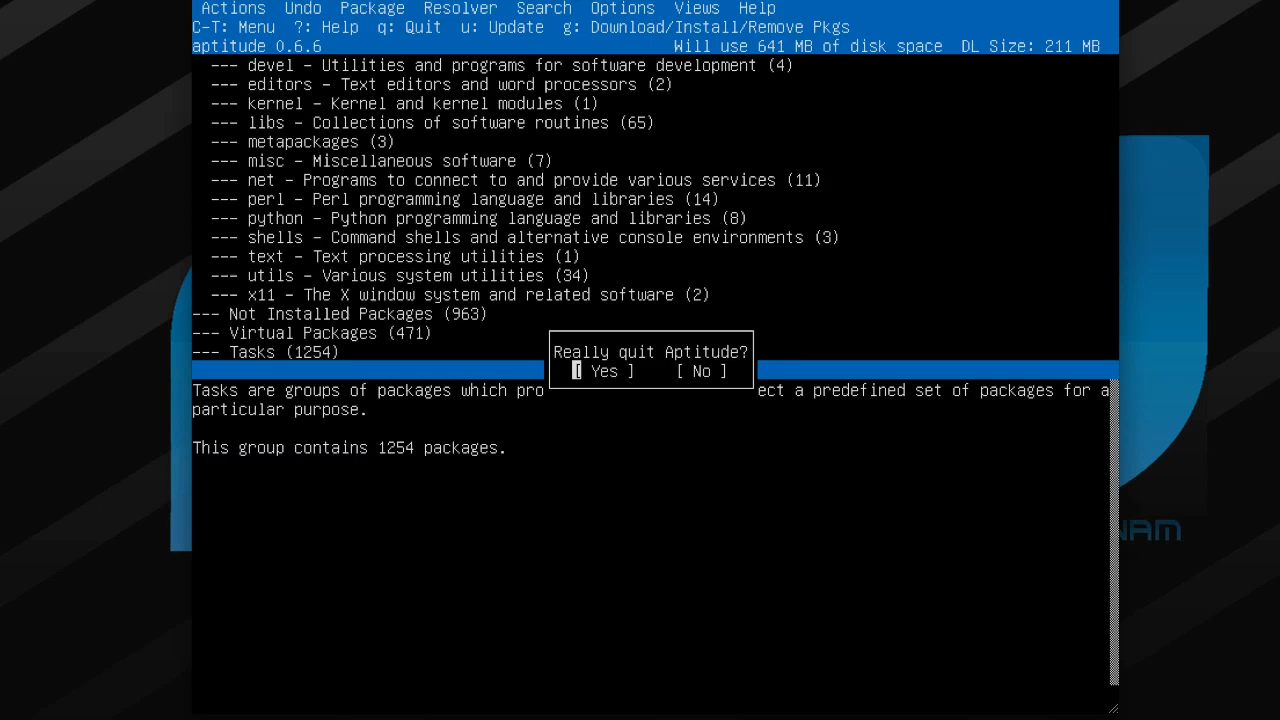 Actions Undo Package Resolver Search Options Views Help
C-T: Menu ?: Help q: Quit u: Update g: Download/Install/Remove Pkgs
aptitude 0.6.6 Will use 641 MB of disk space DL Size: 211 MB
--- devel - Utilities and programs for software development (4)
--- editors - Text editors and word processors (2)
--- kernel - Kernel and kernel modules (1)
--- libs - Collections of software routines (65)
--- metapackages (3)
--- misc - Miscellaneous software (7)
--- net - Programs to connect to and provide various services (11)
--- perl - Perl programming language and libraries (14)
--- python - Python programming language and libraries (8)
--- shells - Command shells and alternative console environments (3)
--- text - Text processing utilities (1)
--- utils - Various system utilities (34)
--- x11 - The X window system and related software (2)
--- Not Installed Packages (963)
--- Virtual Packages (471)
--- Tasks (1254)
Really quit Aptitude?
[ Yes ] [ No ]
Tasks are groups of packages which pro ect a predefined set of packages for a
particular purpose.
This group contains 1254 packages.
NAM